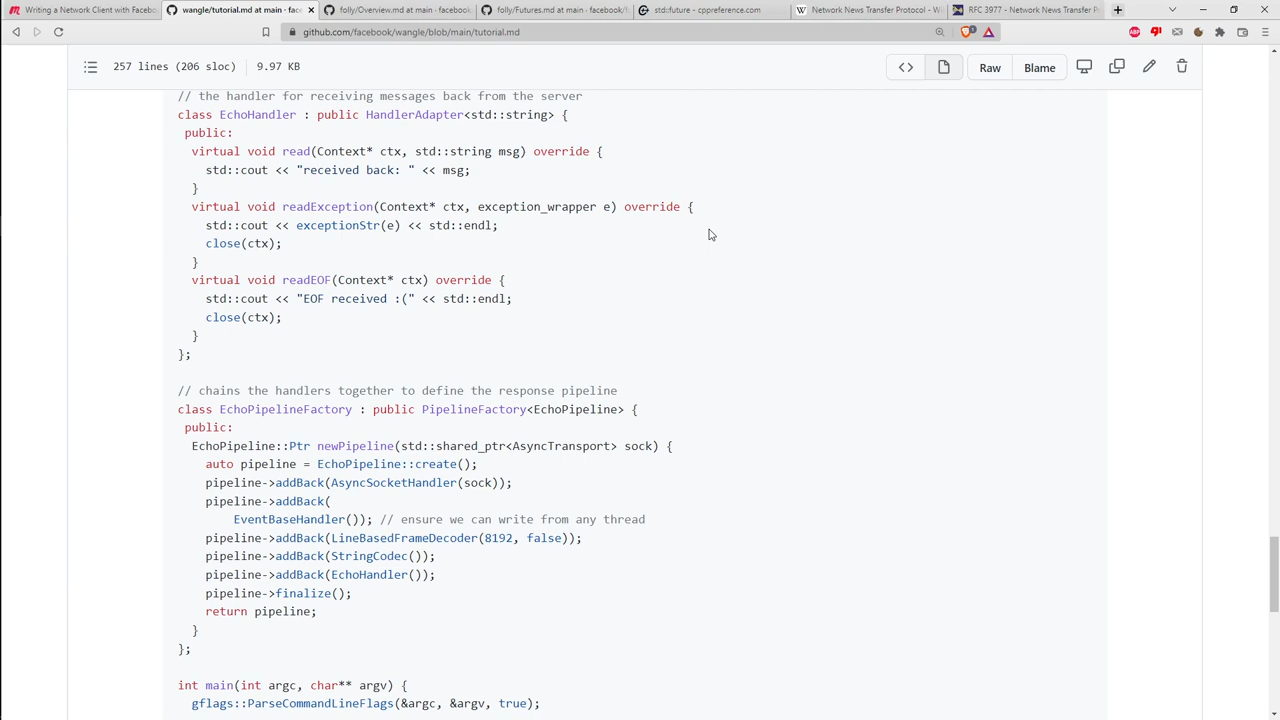 Writing a Network Client with Faceb
wangle/tutorial.md at main · face
folly/Overview.md at main · facebook
folly/Futures.md at main · facebook/f
std::future - cppreference.com
Network News Transfer Protocol - Wi
RFC 3977 - Network News Transfer P
github.com/facebook/wangle/blob/main/tutorial.md
257 lines (206 sloc) 9.97 KB
Raw
Blame
// the handler for receiving messages back from the server
class EchoHandler : public HandlerAdapter<std::string> {
public:
virtual void read(Context* ctx, std::string msg) override {
std::cout << "received back: " << msg;
}
virtual void readException(Context* ctx, exception_wrapper e) override {
std::cout << exceptionStr(e) << std::endl;
close(ctx);
}
virtual void readEOF(Context* ctx) override {
std::cout << "EOF received :(" << std::endl;
close(ctx);
}
};
// chains the handlers together to define the response pipeline
class EchoPipelineFactory : public PipelineFactory<EchoPipeline> {
public:
EchoPipeline::Ptr newPipeline(std::shared_ptr<AsyncTransport> sock) {
auto pipeline = EchoPipeline::create();
pipeline->addBack(AsyncSocketHandler(sock));
pipeline->addBack(
EventBaseHandler()); // ensure we can write from any thread
pipeline->addBack(LineBasedFrameDecoder(8192, false));
pipeline->addBack(StringCodec());
pipeline->addBack(EchoHandler());
pipeline->finalize();
return pipeline;
}
};
int main(int argc, char** argv) {
gflags::ParseCommandLineFlags(&argc, &argv, true);